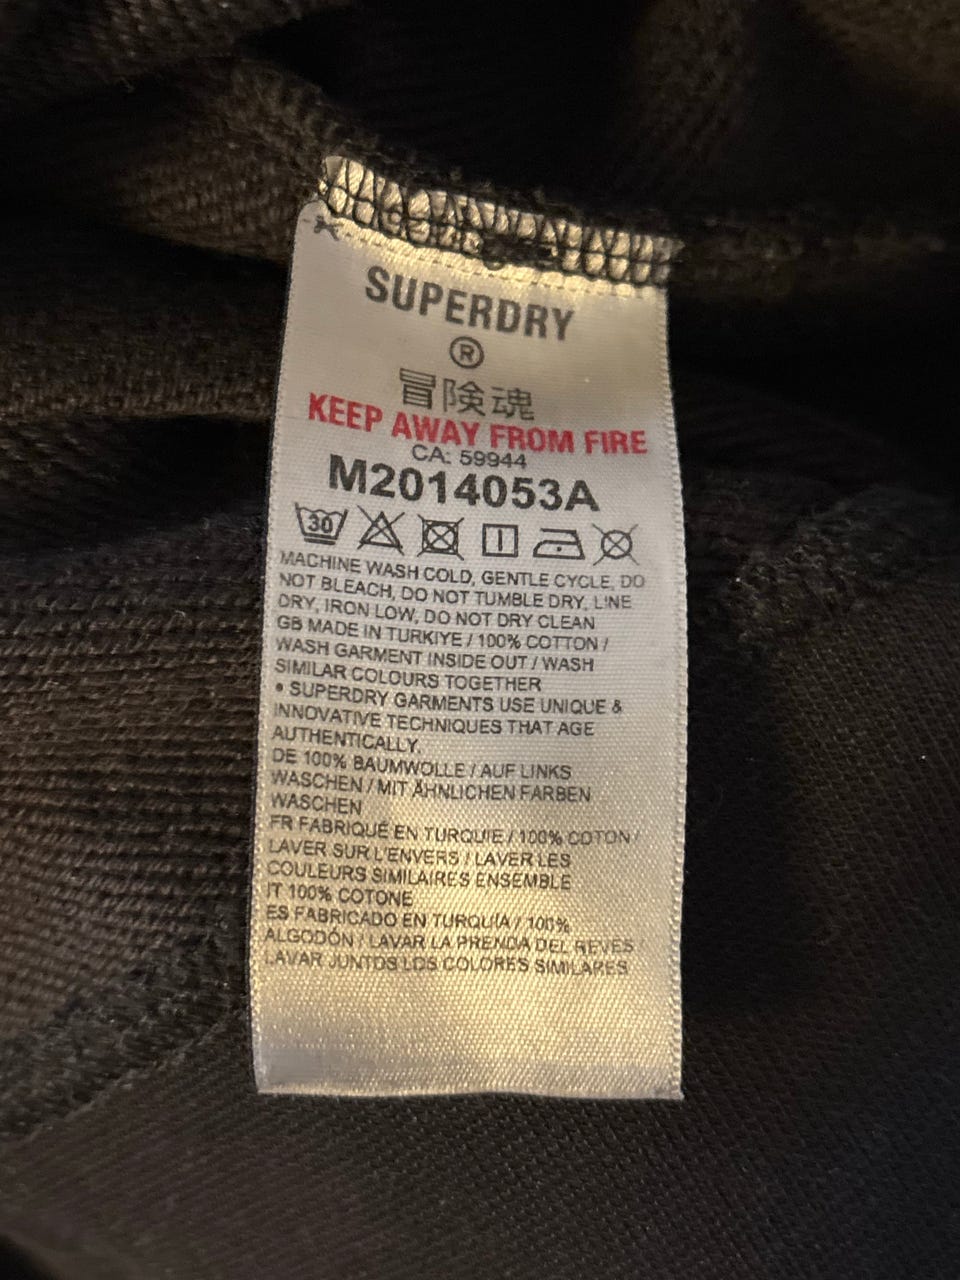 SUPERDRY
®
冒険魂
KEEP AWAY FROM FIRE
CA: 59944
M2014053A
30
MACHINE WASH COLD, GENTLE CYCLE, DO
NOT BLEACH, DO NOT TUMBLE DRY, LINE
DRY, IRON LOW, DO NOT DRY CLEAN
GB MADE IN TURKIYE / 100% COTTON /
WASH GARMENT INSIDE OUT / WASH
SIMILAR COLOURS TOGETHER
• SUPERDRY GARMENTS USE UNIQUE &
INNOVATIVE TECHNIQUES THAT AGE
AUTHENTICALLY.
DE 100% BAUMWOLLE / AUF LINKS
WASCHEN / MIT ÄHNLICHEN FARBEN
WASCHEN
FR FABRIQUÉ EN TURQUIE / 100% COTON /
LAVER SUR L'ENVERS / LAVER LES
COULEURS SIMILAIRES ENSEMBLE
IT 100% COTONE
ES FABRICADO EN TURQUÍA / 100%
ALGODÓN / LAVAR LA PRENDA DEL REVES /
LAVAR JUNTOS LOS COLORES SIMILARES